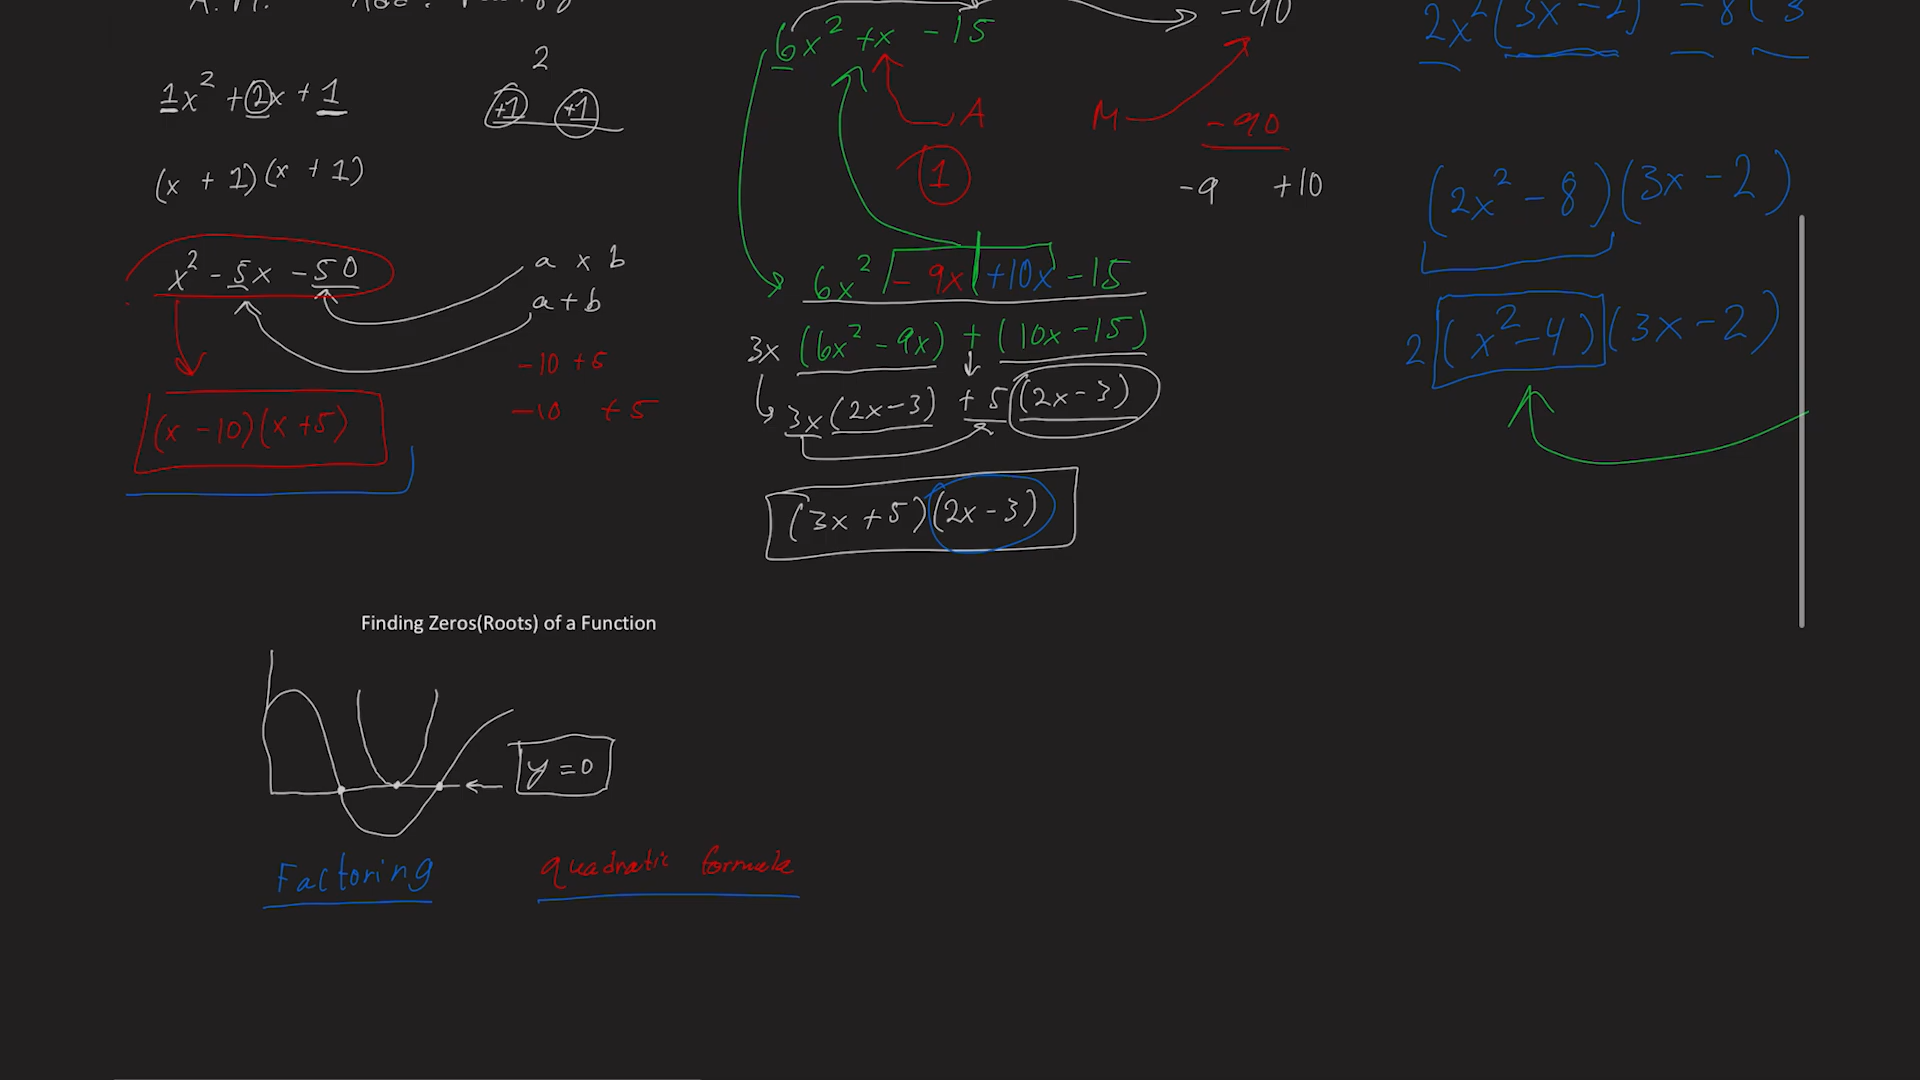 2
1x² + 2x + 1
+1 +1
(x + 1)(x + 1)
x² - 5x - 50
a x b
a + b
-10 + 5
-10 + 5
(x - 10)(x + 5)
6x² + x - 15
-90
A
M
-90
1
-9 +10
6x² - 9x + 10x - 15
3x (6x² - 9x) + (10x - 15)
3x (2x - 3) + 5 (2x - 3)
(3x + 5)(2x - 3)
(2x² - 8)(3x - 2)
2 (x² - 4)(3x - 2)
Finding Zeros(Roots) of a Function
y = 0
Factoring
quadratic formula